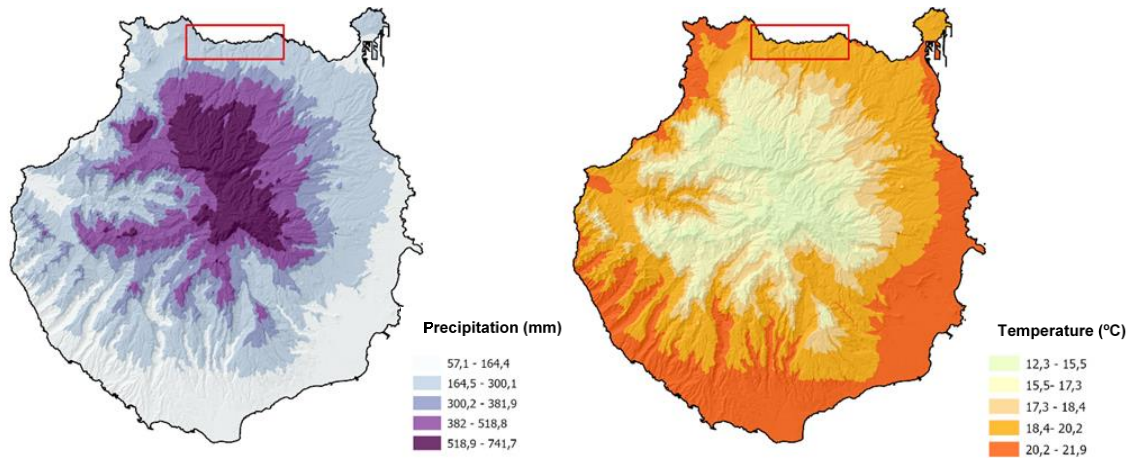 Precipitation (mm)
57,1 - 164,4
164,5 - 300,1
300,2 - 381,9
382 - 518,8
518,9 - 741,7
Temperature (ºC)
12,3 - 15,5
15,5- 17,3
17,3 - 18,4
18,4- 20,2
20,2 - 21,9